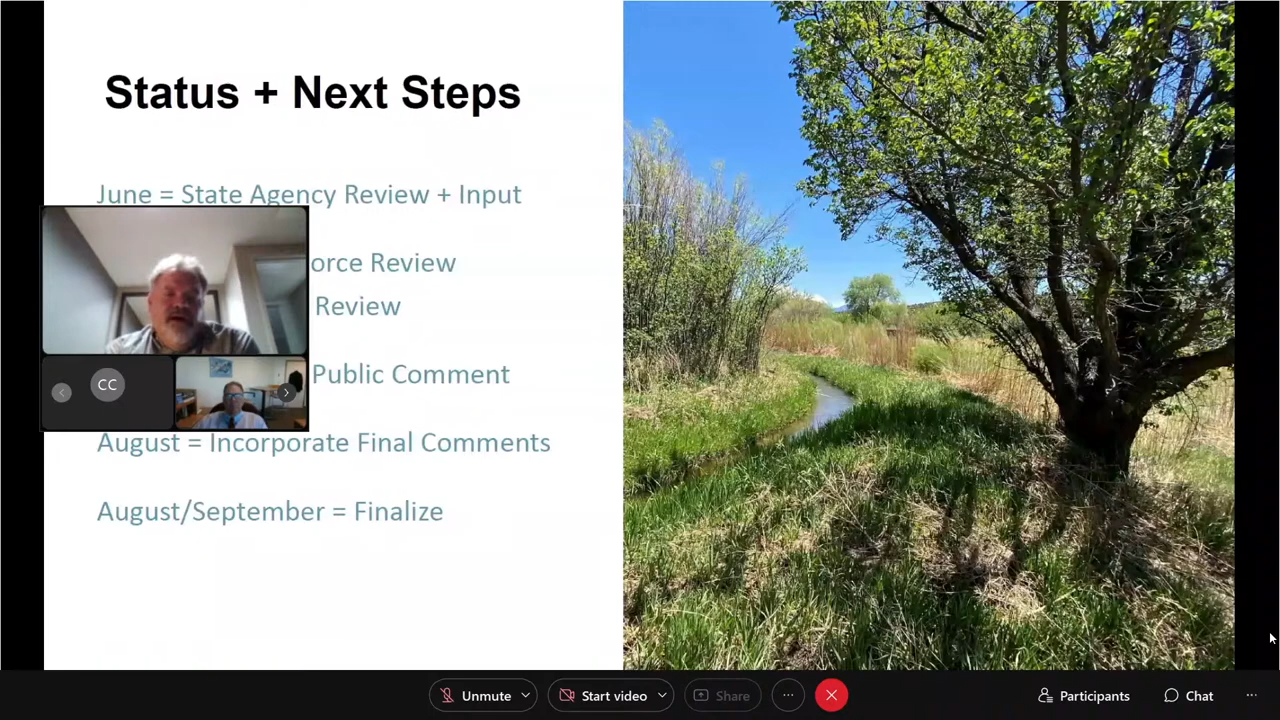 Status + Next Steps
June = State Agency Review + Input
orce Review
Review
Public Comment
CC
August = Incorporate Final Comments
August/September = Finalize
Unmute
Start video
Share
Participants
Chat